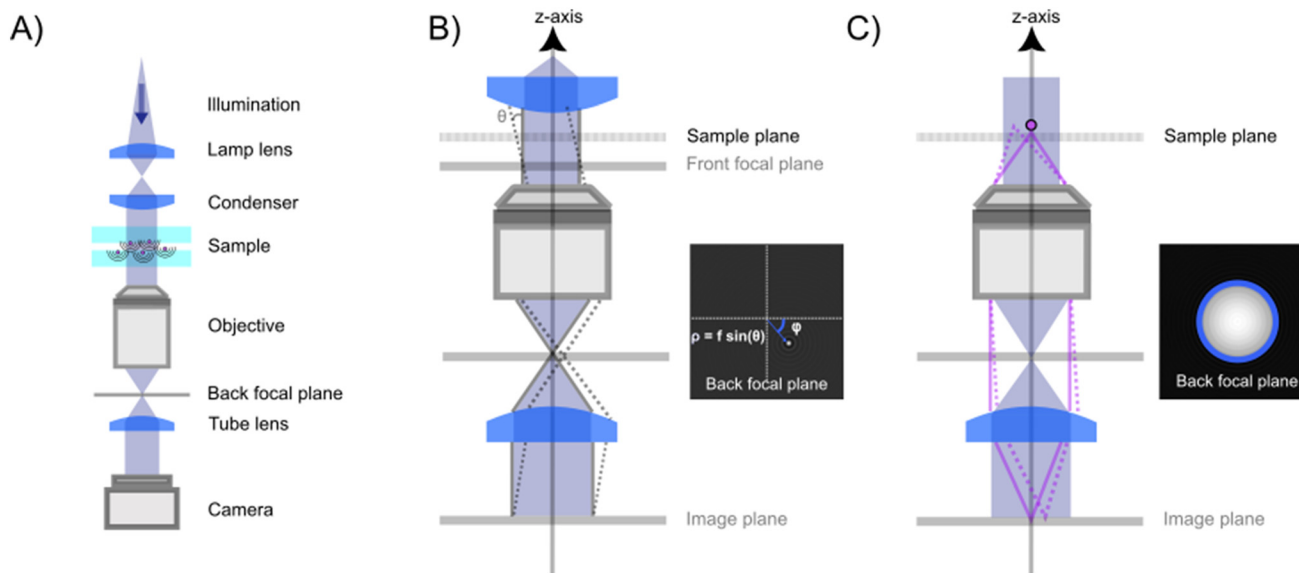 A)
Illumination
Lamp lens
Condenser
Sample
Objective
Back focal plane
Tube lens
Camera
B)
z-axis
θ
Sample plane
Front focal plane
ρ = f sin(θ)
φ
Back focal plane
Image plane
C)
z-axis
Sample plane
Back focal plane
Image plane